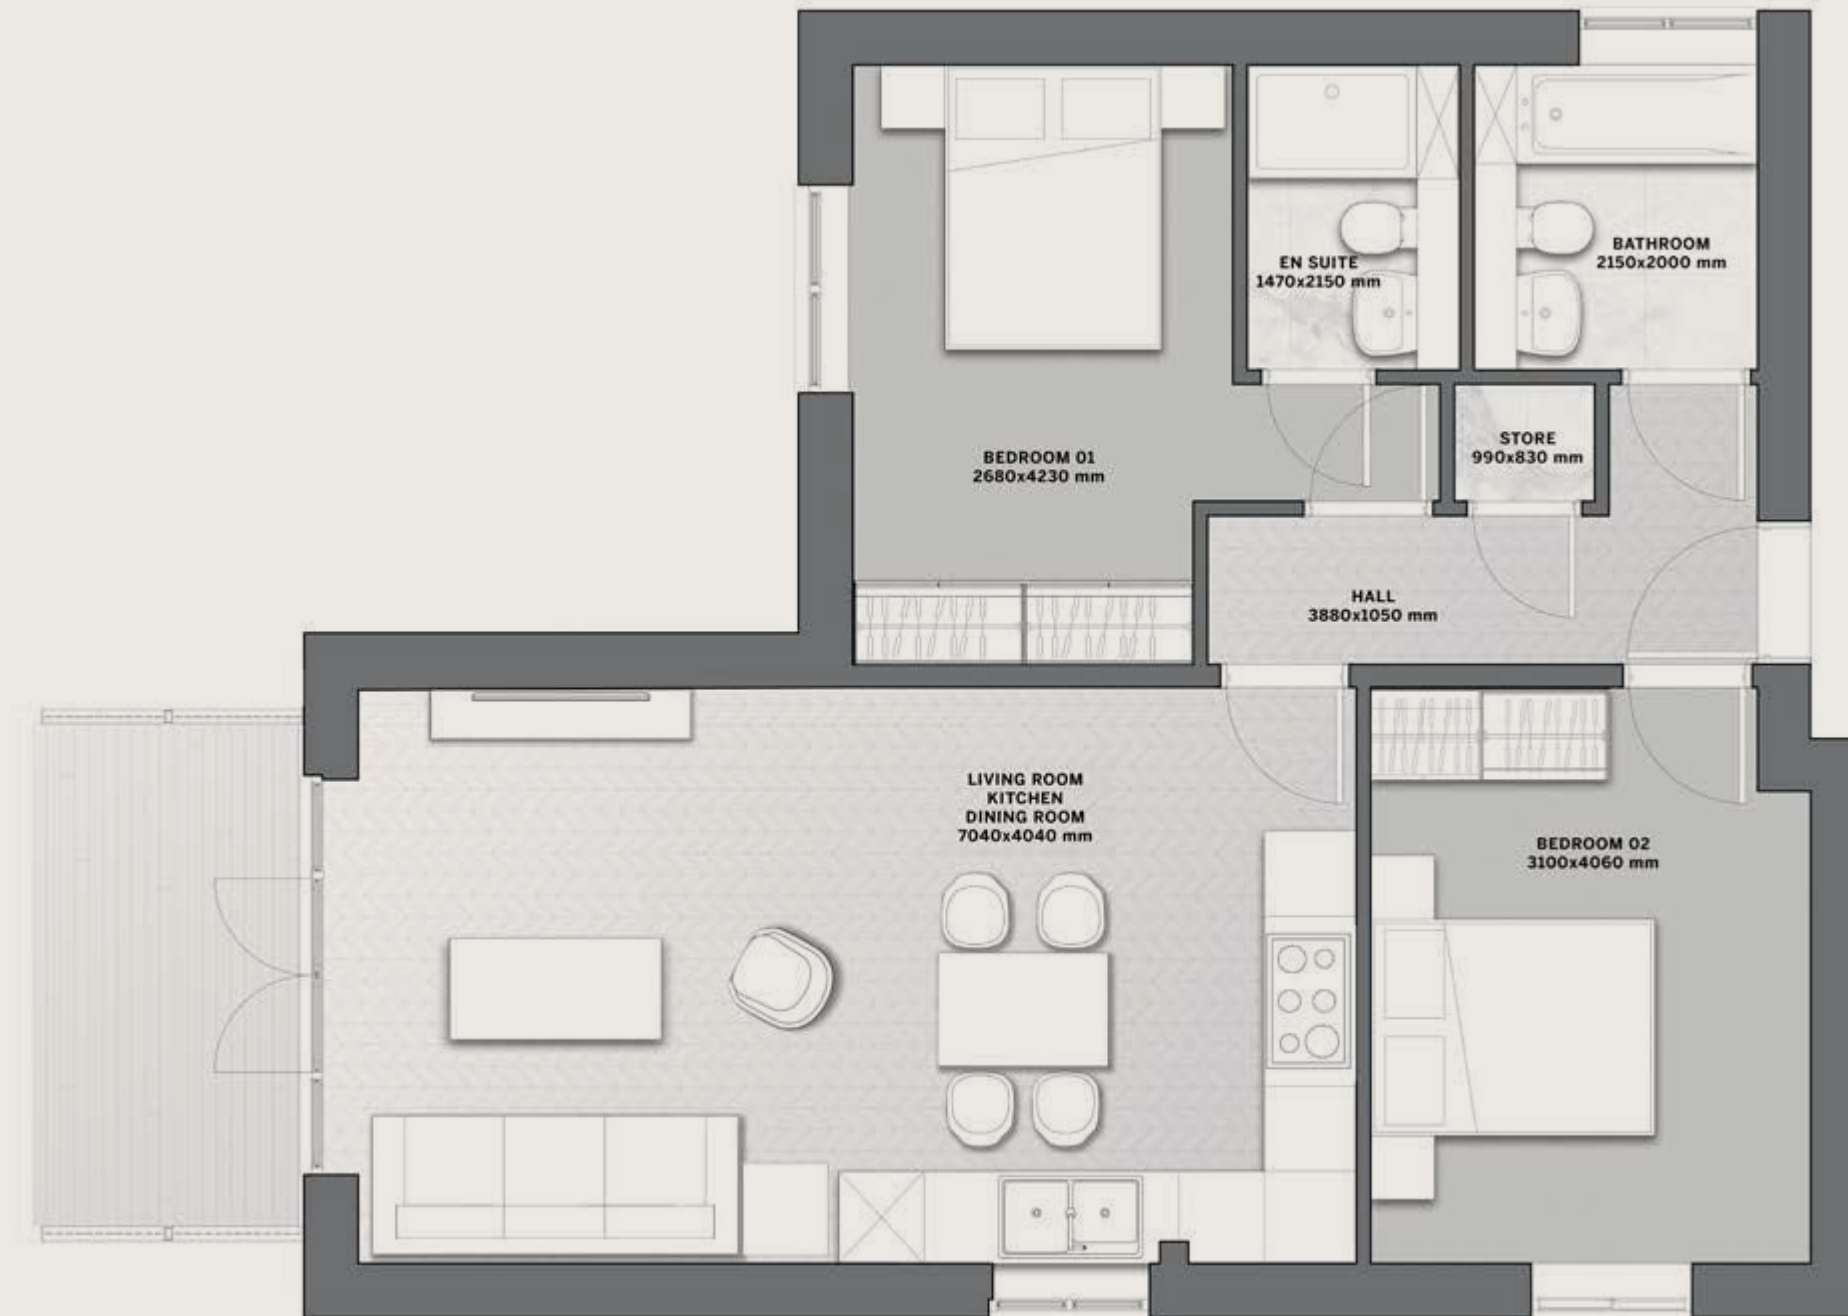 EN SUITE
1470x2150 mm
BATHROOM
2150x2000 mm
BEDROOM 01
2680x4230 mm
STORE
990x830 mm
HALL
3880x1050 mm
LIVING ROOM
KITCHEN
DINING ROOM
7040x4040 mm
BEDROOM 02
3100x4060 mm